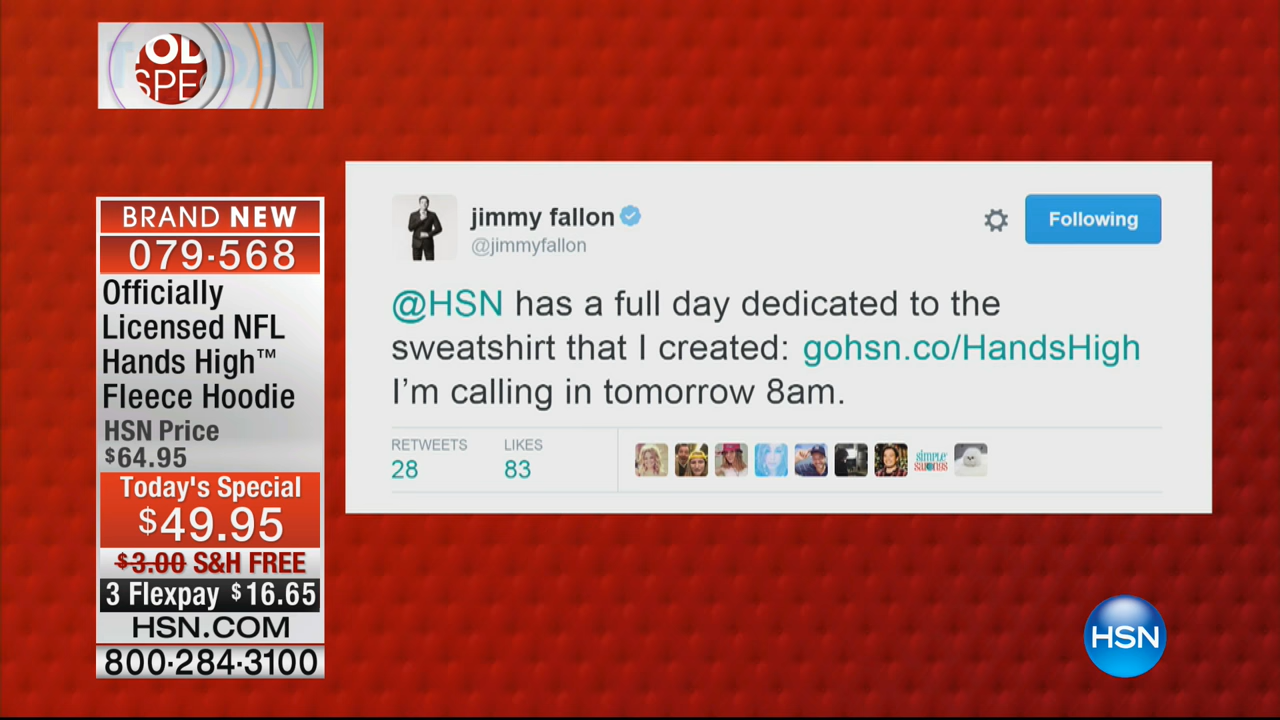 TODAY
TOD
SPE
BRAND NEW
079·568
Officially
Licensed NFL
Hands High™
Fleece Hoodie
HSN Price
$64.95
Today's Special
$49.95
$3.00 S&H FREE
3 Flexpay $16.65
HSN.COM
800·284·3100
jimmy fallon
@jimmyfallon
Following
@HSN has a full day dedicated to the
sweatshirt that I created: gohsn.co/HandsHigh
I'm calling in tomorrow 8am.
RETWEETS LIKES
28 83
simple
HSN